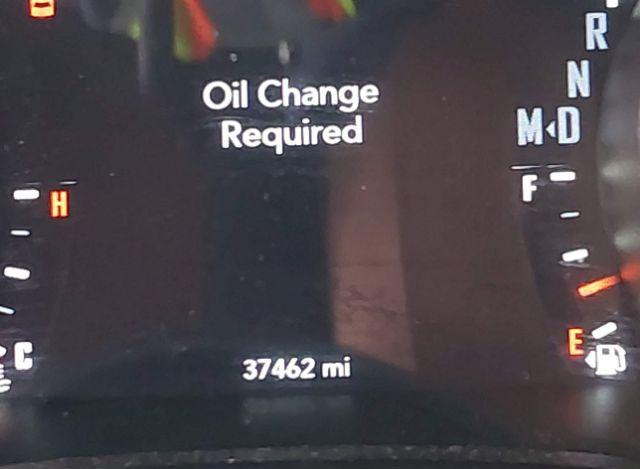 Oil Change
Required
R
N
M D
F
H
E
C
37462 mi